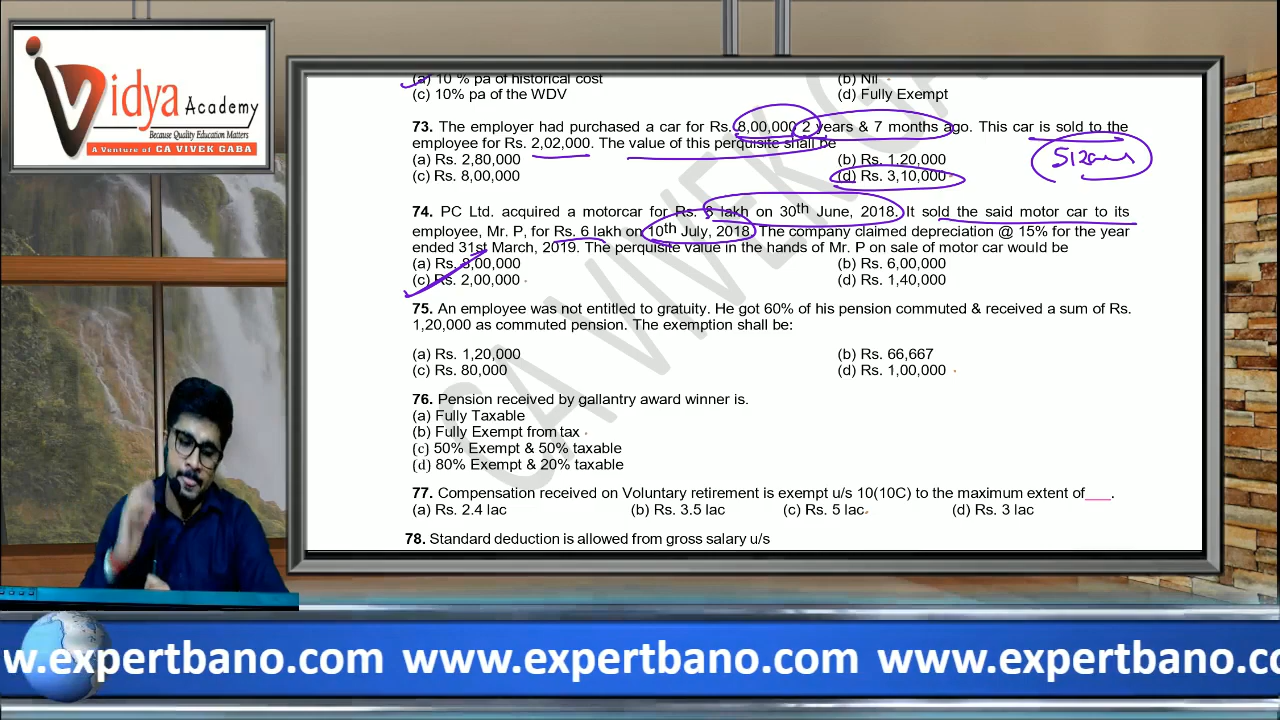 Vidya
Academy
Because Quality Education Matters
A Venture of CA VIVEK GABA
(a) 10 % pa of historical cost
(b) Nil
(c) 10% pa of the WDV
(d) Fully Exempt
73. The employer had purchased a car for Rs. 8,00,000 2 years & 7 months ago. This car is sold to the
employee for Rs. 2,02,000. The value of this perquisite shall be
(a) Rs. 2,80,000
(b) Rs. 1,20,000
(c) Rs. 8,00,000
(d) Rs. 3,10,000
74. PC Ltd. acquired a motorcar for Rs. 8 lakh on 30th June, 2018. It sold the said motor car to its
employee, Mr. P, for Rs. 6 lakh on 10th July, 2018. The company claimed depreciation @ 15% for the year
ended 31st March, 2019. The perquisite value in the hands of Mr. P on sale of motor car would be
(a) Rs. 8,00,000
(b) Rs. 6,00,000
(c) Rs. 2,00,000
(d) Rs. 1,40,000
75. An employee was not entitled to gratuity. He got 60% of his pension commuted & received a sum of Rs.
1,20,000 as commuted pension. The exemption shall be:
(a) Rs. 1,20,000
(b) Rs. 66,667
(c) Rs. 80,000
(d) Rs. 1,00,000
76. Pension received by gallantry award winner is.
(a) Fully Taxable
(b) Fully Exempt from tax
(c) 50% Exempt & 50% taxable
(d) 80% Exempt & 20% taxable
77. Compensation received on Voluntary retirement is exempt u/s 10(10C) to the maximum extent of___.
(a) Rs. 2.4 lac (b) Rs. 3.5 lac (c) Rs. 5 lac (d) Rs. 3 lac
78. Standard deduction is allowed from gross salary u/s
CA VIVEK GA
w.expertbano.com www.expertbano.com www.expertbano.co